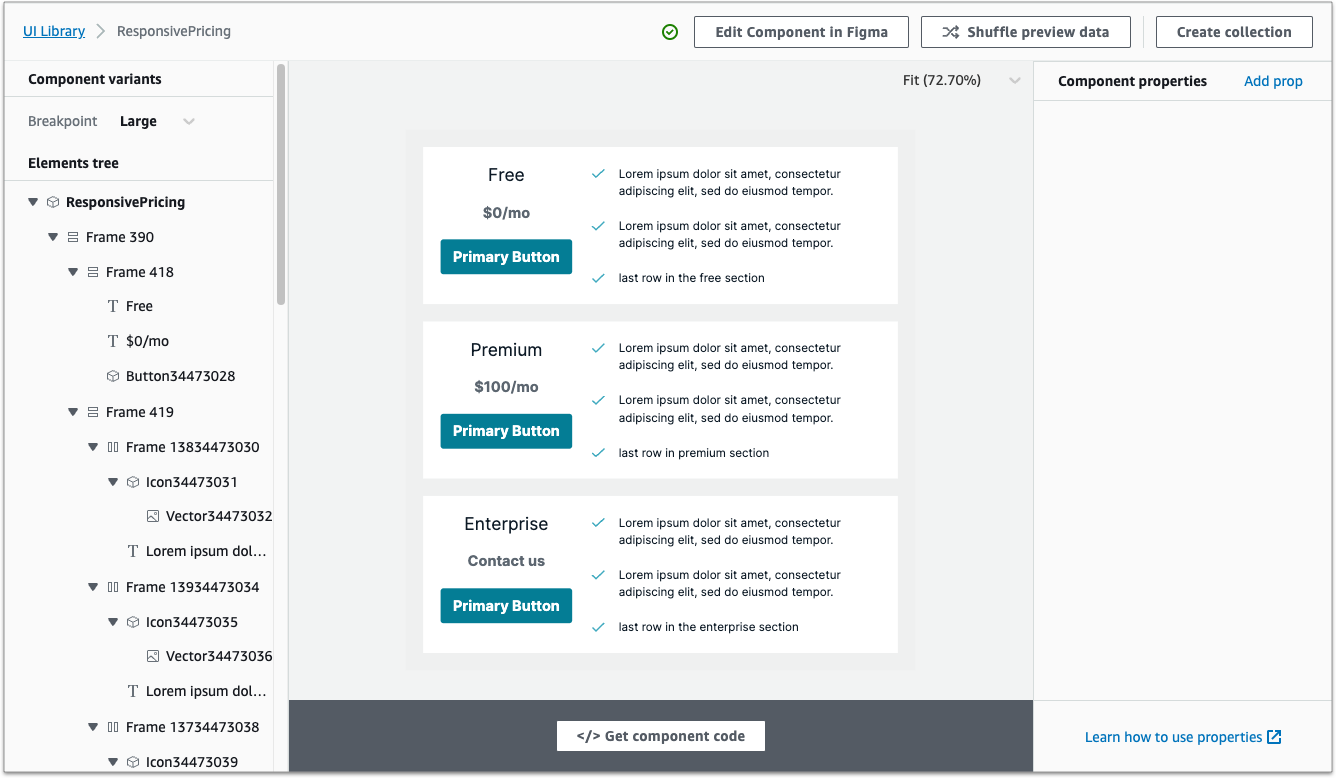 UI Library ResponsivePricing Edit Component in Figma Shuffle preview data Create collection
Component variants
Breakpoint Large
Elements tree
ResponsivePricing
Frame 390
Frame 418
Free
$0/mo
Button34473028
Frame 419
Frame 13834473030
Icon34473031
Vector34473032
Lorem ipsum dol...
Frame 13934473034
Icon34473035
Vector34473036
Lorem ipsum dol...
Frame 13734473038
Icon34473039
Fit (72.70%)
Free
$0/mo
Primary Button
Lorem ipsum dolor sit amet, consectetur
adipiscing elit, sed do eiusmod tempor.
Lorem ipsum dolor sit amet, consectetur
adipiscing elit, sed do eiusmod tempor.
last row in the free section
Premium
$100/mo
Primary Button
Lorem ipsum dolor sit amet, consectetur
adipiscing elit, sed do eiusmod tempor.
Lorem ipsum dolor sit amet, consectetur
adipiscing elit, sed do eiusmod tempor.
last row in premium section
Enterprise
Contact us
Primary Button
Lorem ipsum dolor sit amet, consectetur
adipiscing elit, sed do eiusmod tempor.
Lorem ipsum dolor sit amet, consectetur
adipiscing elit, sed do eiusmod tempor.
last row in the enterprise section
</> Get component code
Component properties Add prop
Learn how to use properties